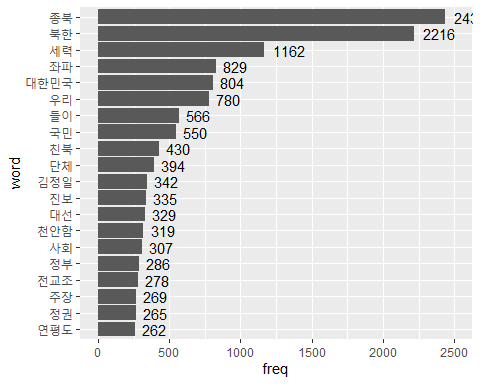 종북 243
북한 2216
세력 1162
좌파 829
대한민국 804
우리 780
들이 566
국민 550
친북 430
단체 394
김정일 342
진보 335
대선 329
천안함 319
사회 307
정부 286
전교조 278
주장 269
정권 265
연평도 262
word
0 500 1000 1500 2000 2500
freq